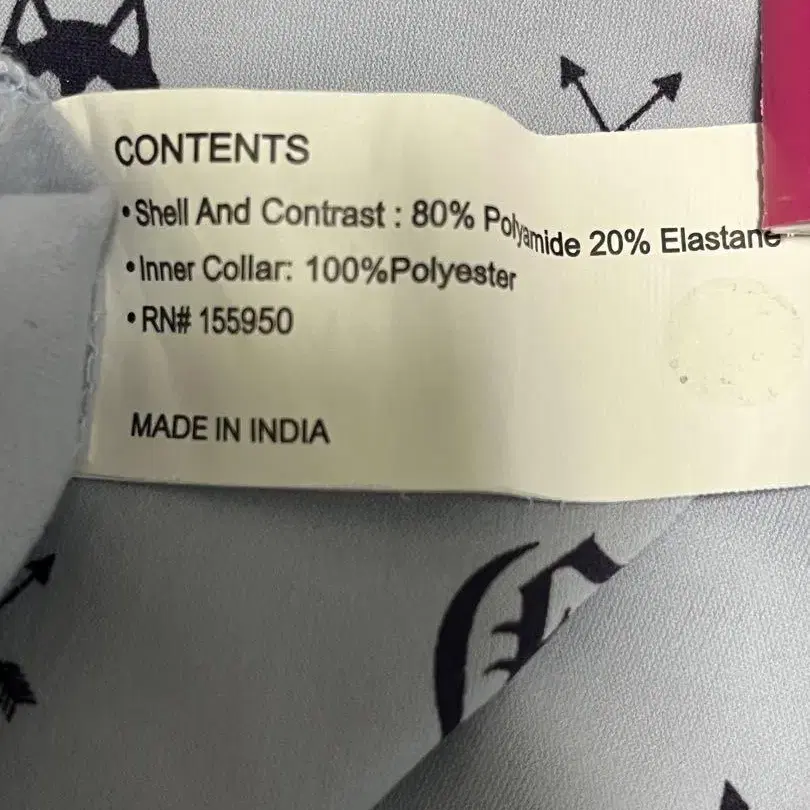 CONTENTS
• Shell And Contrast : 80% Polyamide 20% Elastane
• Inner Collar: 100%Polyester
• RN# 155950
MADE IN INDIA